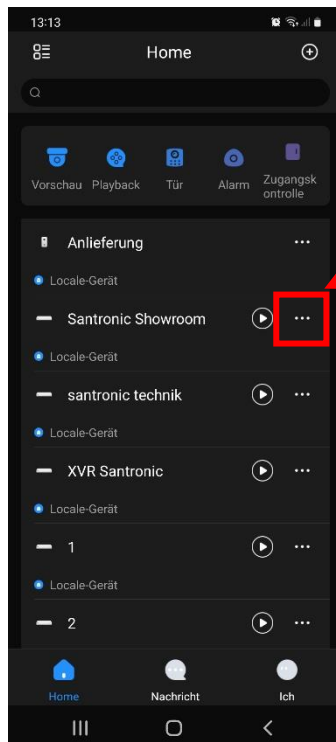 13:13
Home
Vorschau Playback Tür Alarm Zugangsk
ontrolle
Anlieferung
Locale-Gerät
Santronic Showroom
Locale-Gerät
santronic technik
Locale-Gerät
XVR Santronic
Locale-Gerät
1
Locale-Gerät
2
Home Nachricht Ich